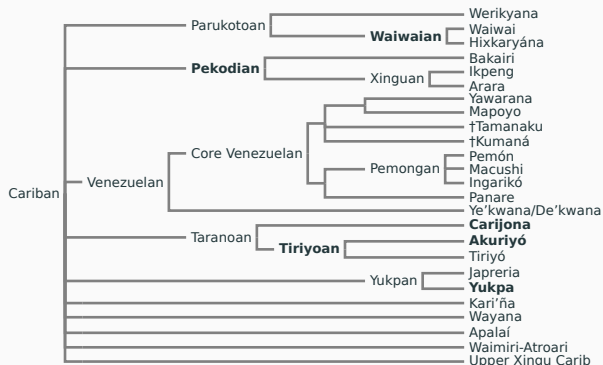 Werikyana
Parukotoan
Waiwai
Waiwaian
Hixkaryána
Bakairi
Pekodian
Ikpeng
Xinguan
Arara
Yawarana
Mapoyo
†Tamanaku
†Kumaná
Core Venezuelan
Pemón
Pemongan
Macushi
Ingarikó
Venezuelan
Cariban
Panare
Ye’kwana/De’kwana
Carijona
Taranoan
Akuriyó
Tiriyoan
Tiriyó
Japreria
Yukpan
Yukpa
Kari’ña
Wayana
Apalaí
Waimiri-Atroari
Upper Xingu Carib